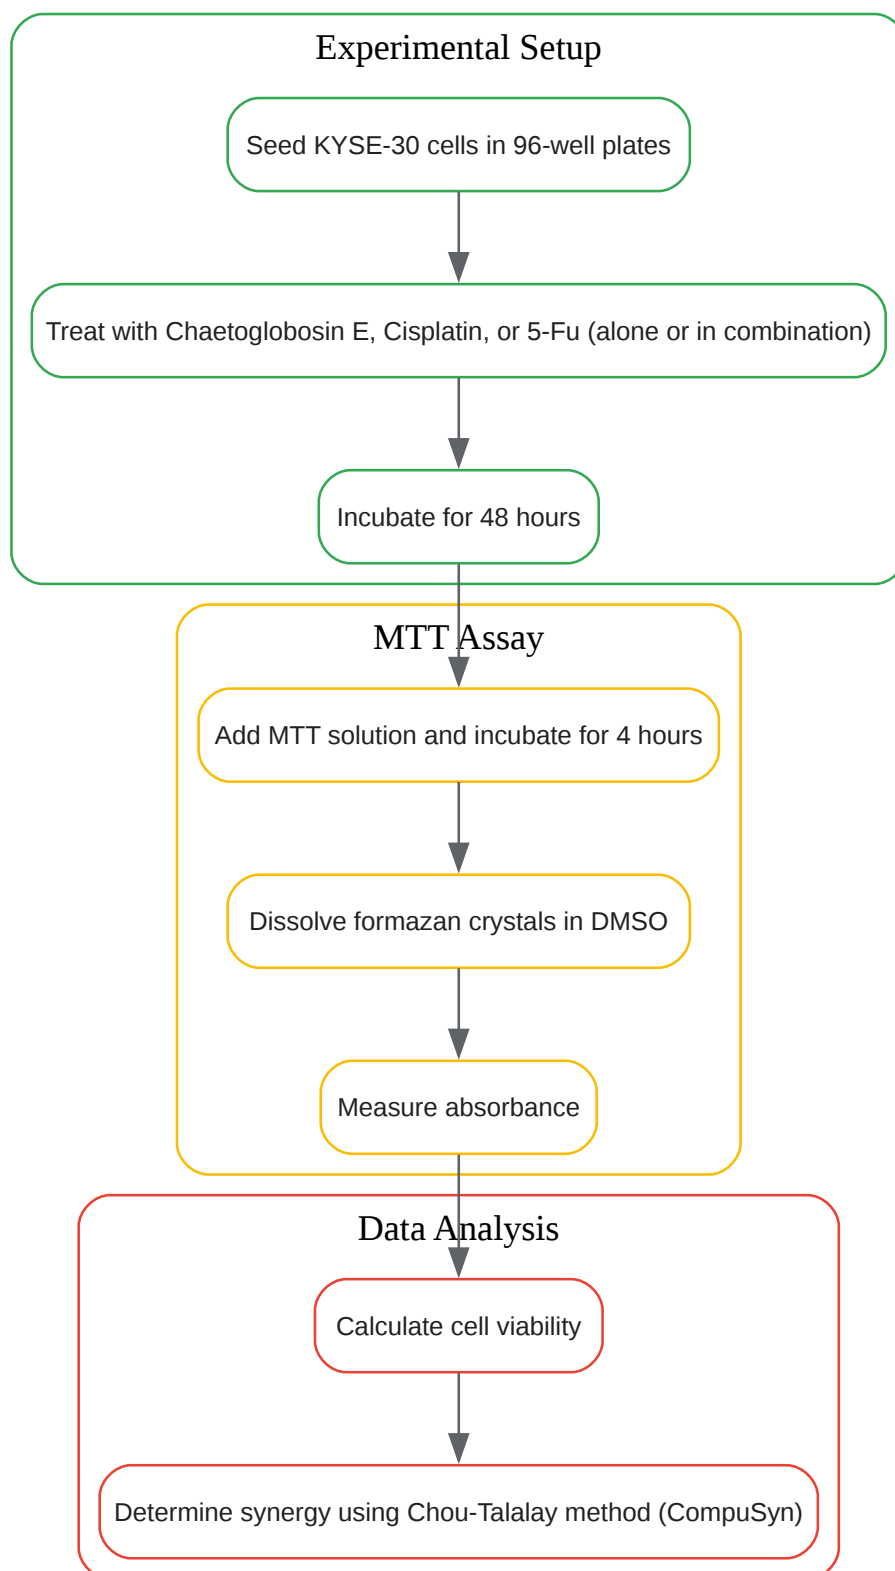 Experimental Setup
Seed KYSE-30 cells in 96-well plates
Treat with Chaetoglobosin E, Cisplatin, or 5-Fu (alone or in combination)
Incubate for 48 hours
MTT Assay
Add MTT solution and incubate for 4 hours
Dissolve formazan crystals in DMSO
Measure absorbance
Data Analysis
Calculate cell viability
Determine synergy using Chou-Talalay method (CompuSyn)